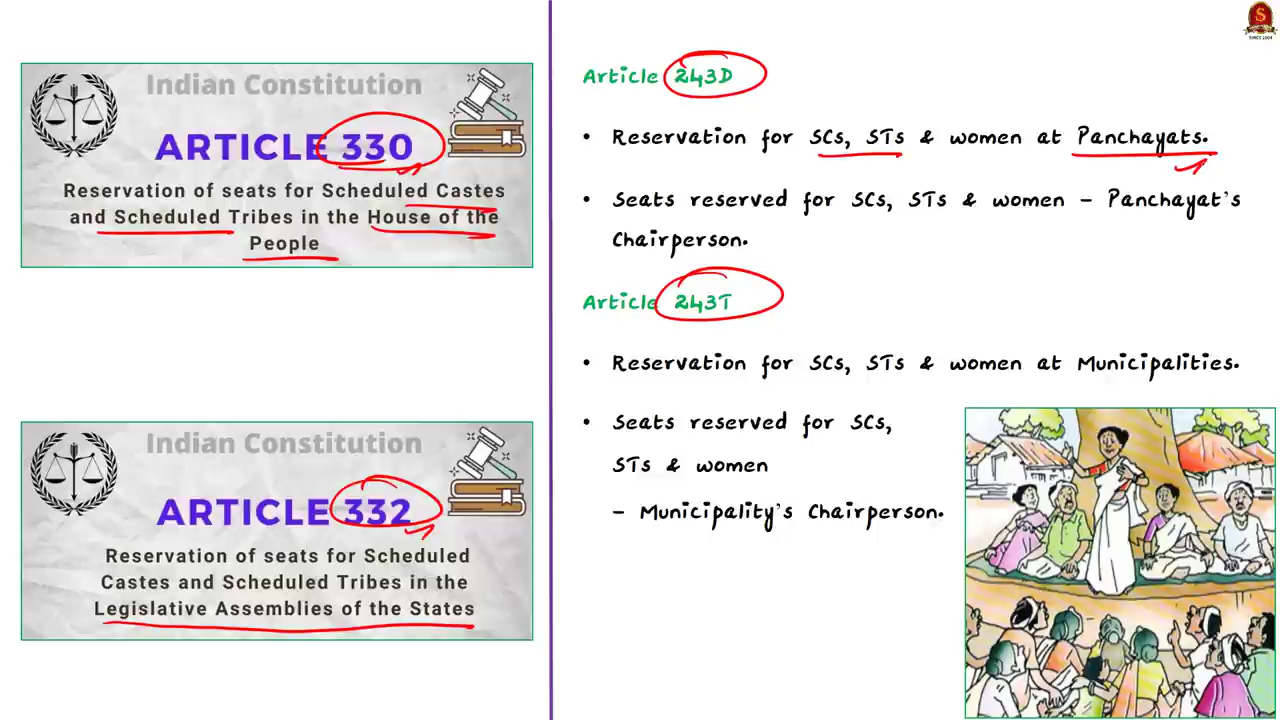 Indian Constitution
ARTICLE 330
Reservation of seats for Scheduled Castes
and Scheduled Tribes in the House of the
People
Indian Constitution
ARTICLE 332
Reservation of seats for Scheduled
Castes and Scheduled Tribes in the
Legislative Assemblies of the States
S
SINCE 2004
Article 243D
• Reservation for SCs, STs & women at Panchayats.
• Seats reserved for SCs, STs & women – Panchayat's
Chairperson.
Article 243T
• Reservation for SCs, STs & women at Municipalities.
• Seats reserved for SCs,
STs & women
– Municipality's Chairperson.